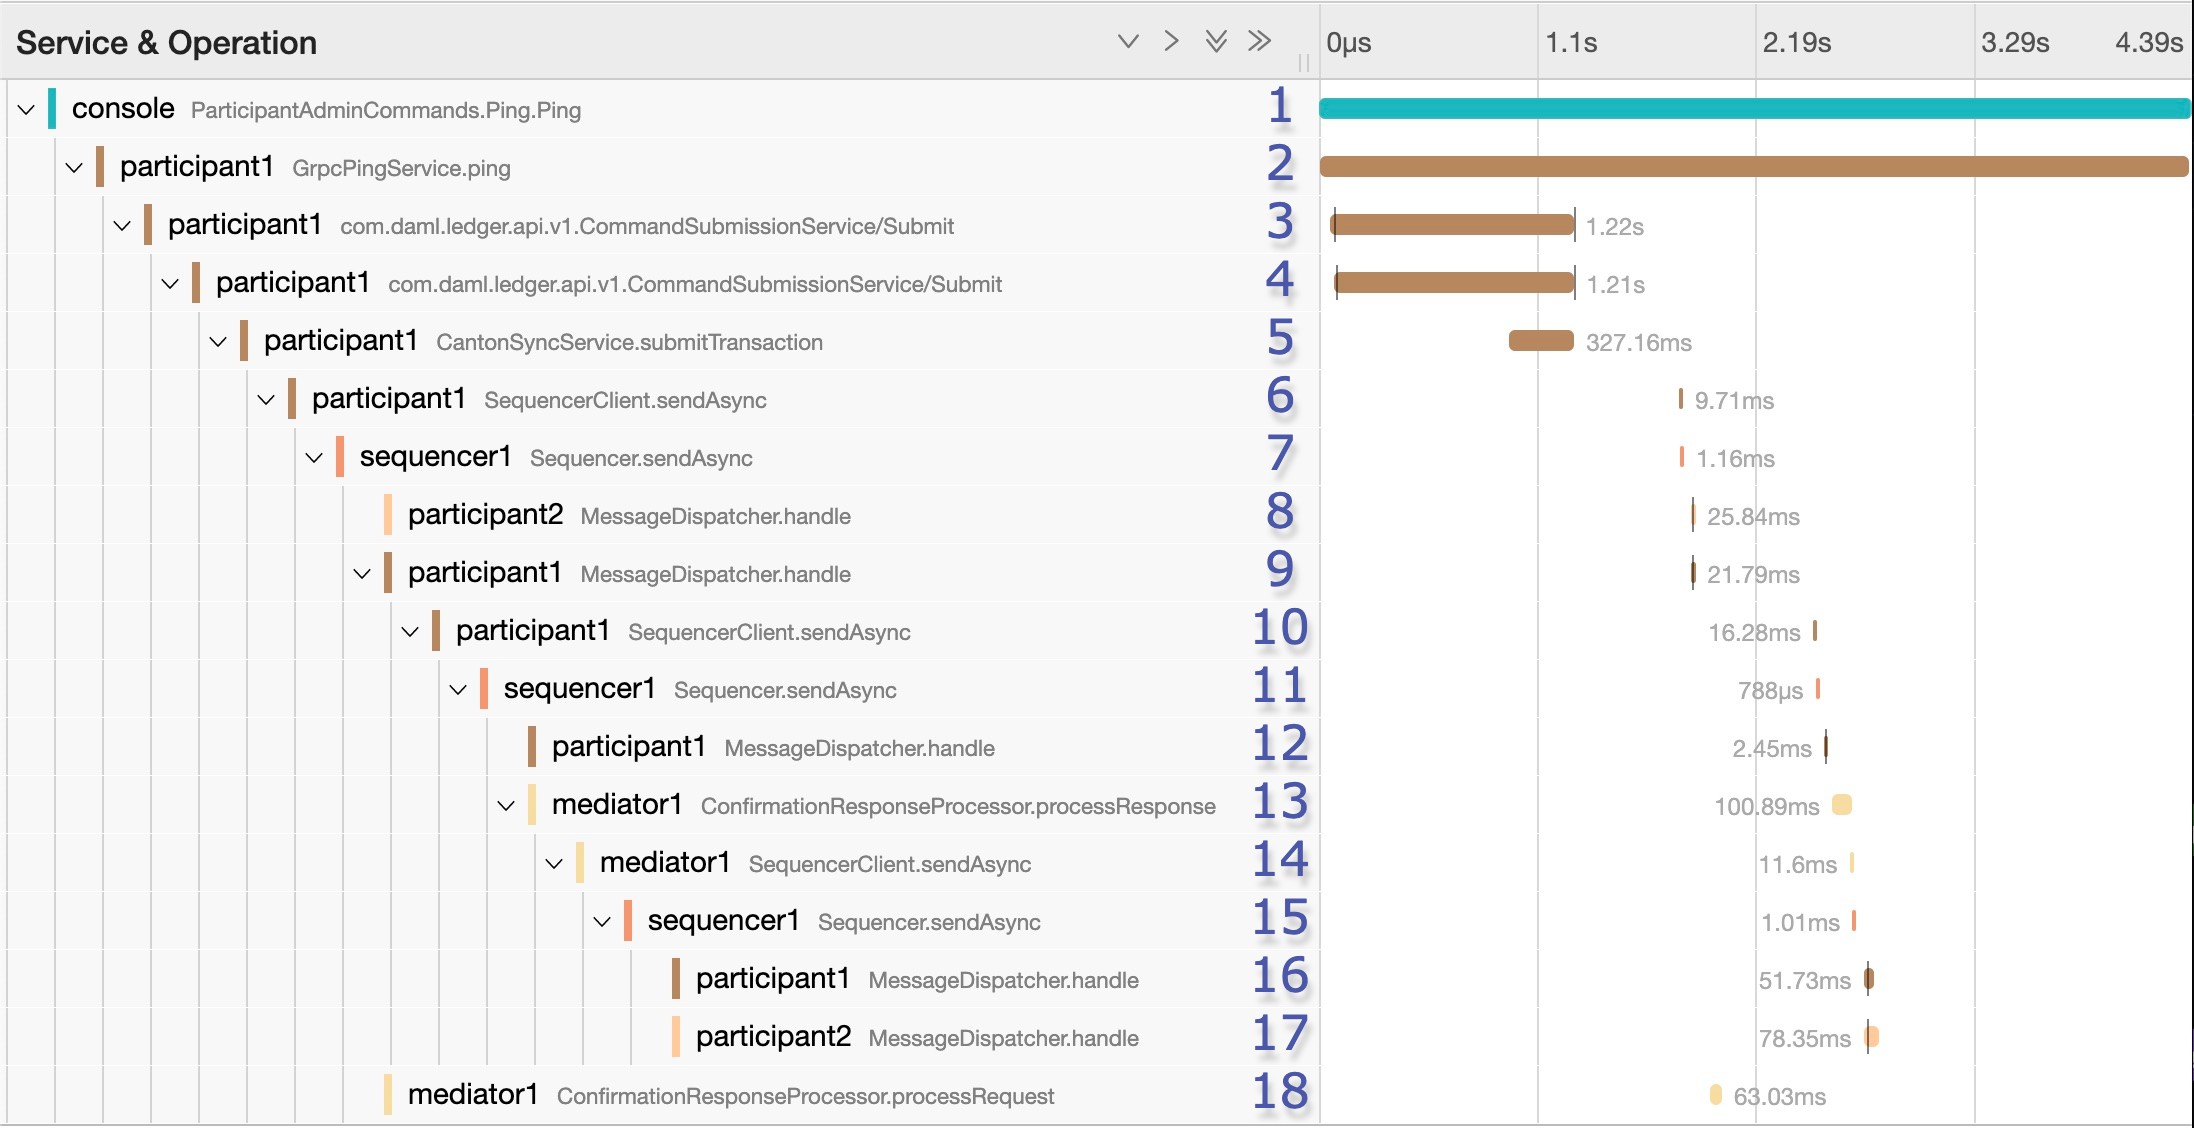 Service & Operation 0μs 1.1s 2.19s 3.29s 4.39s
console ParticipantAdminCommands.Ping.Ping 1
participant1 GrpcPingService.ping 2
participant1 com.daml.ledger.api.v1.CommandSubmissionService/Submit 3 1.22s
participant1 com.daml.ledger.api.v1.CommandSubmissionService/Submit 4 1.21s
participant1 CantonSyncService.submitTransaction 5 327.16ms
participant1 SequencerClient.sendAsync 6 9.71ms
sequencer1 Sequencer.sendAsync 7 1.16ms
participant2 MessageDispatcher.handle 8 25.84ms
participant1 MessageDispatcher.handle 9 21.79ms
participant1 SequencerClient.sendAsync 10 16.28ms
sequencer1 Sequencer.sendAsync 11 788μs
participant1 MessageDispatcher.handle 12 2.45ms
mediator1 ConfirmationResponseProcessor.processResponse 13 100.89ms
mediator1 SequencerClient.sendAsync 14 11.6ms
sequencer1 Sequencer.sendAsync 15 1.01ms
participant1 MessageDispatcher.handle 16 51.73ms
participant2 MessageDispatcher.handle 17 78.35ms
mediator1 ConfirmationResponseProcessor.processRequest 18 63.03ms